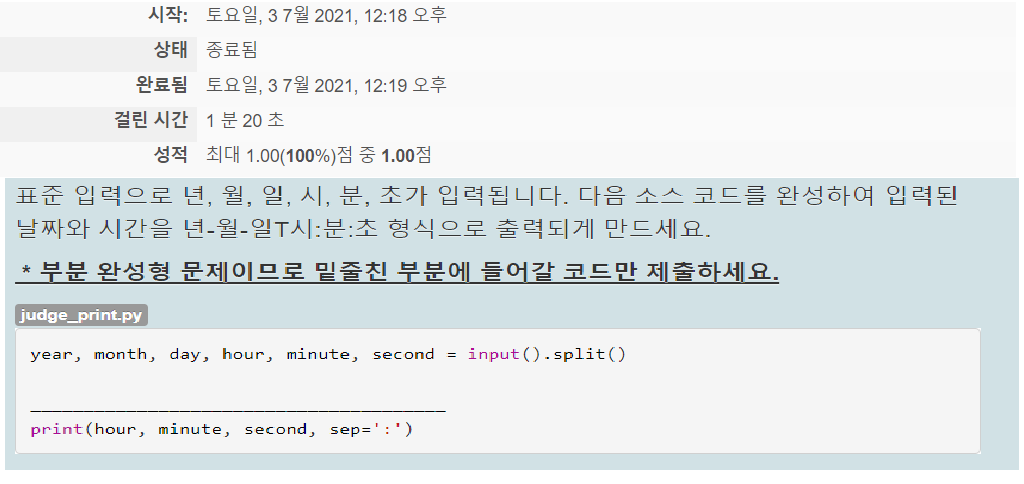 시작: 토요일, 3 7월 2021, 12:18 오후
상태 종료됨
완료됨 토요일, 3 7월 2021, 12:19 오후
걸린 시간 1 분 20 초
성적 최대 1.00(100%)점 중 1.00점
표준 입력으로 년, 월, 일, 시, 분, 초가 입력됩니다. 다음 소스 코드를 완성하여 입력된
날짜와 시간을 년-월-일T시:분:초 형식으로 출력되게 만드세요.
* 부분 완성형 문제이므로 밑줄친 부분에 들어갈 코드만 제출하세요.
judge_print.py
year, month, day, hour, minute, second = input().split()
_______________________________________
print(hour, minute, second, sep=':')